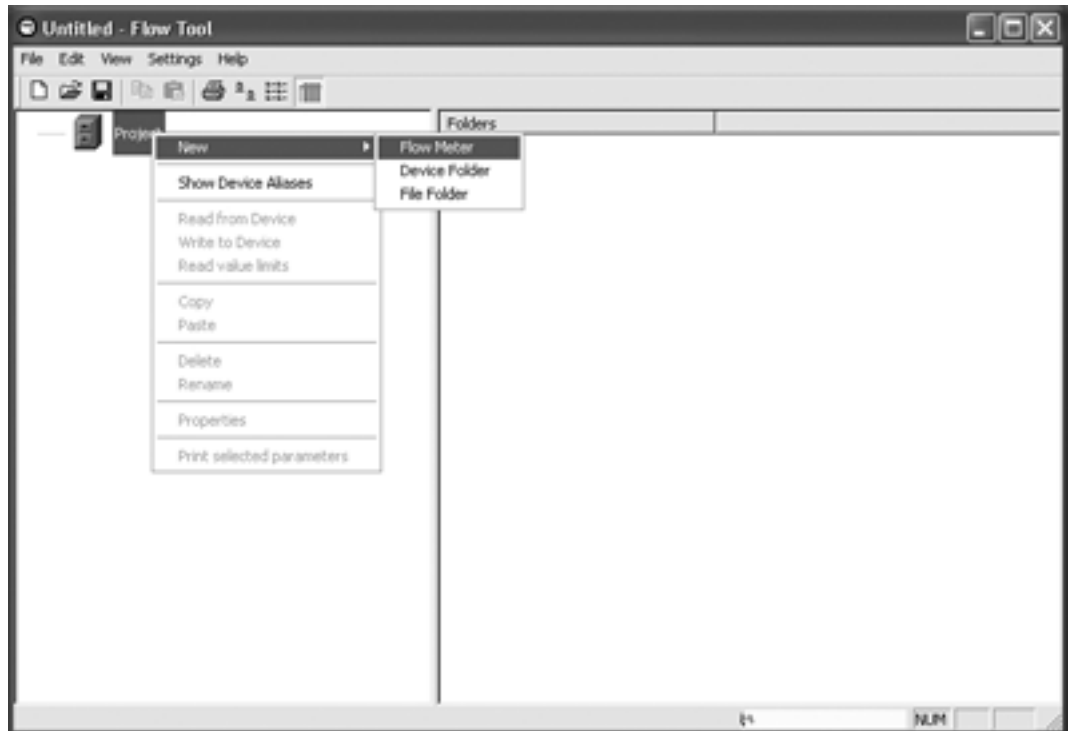 Untitled - Flow Tool
File Edit View Settings Help
Project
Folders
New
Flow Meter
Device Folder
File Folder
Show Device Aliases
Read from Device
Write to Device
Read value limits
Copy
Paste
Delete
Rename
Properties
Print selected parameters
NUM